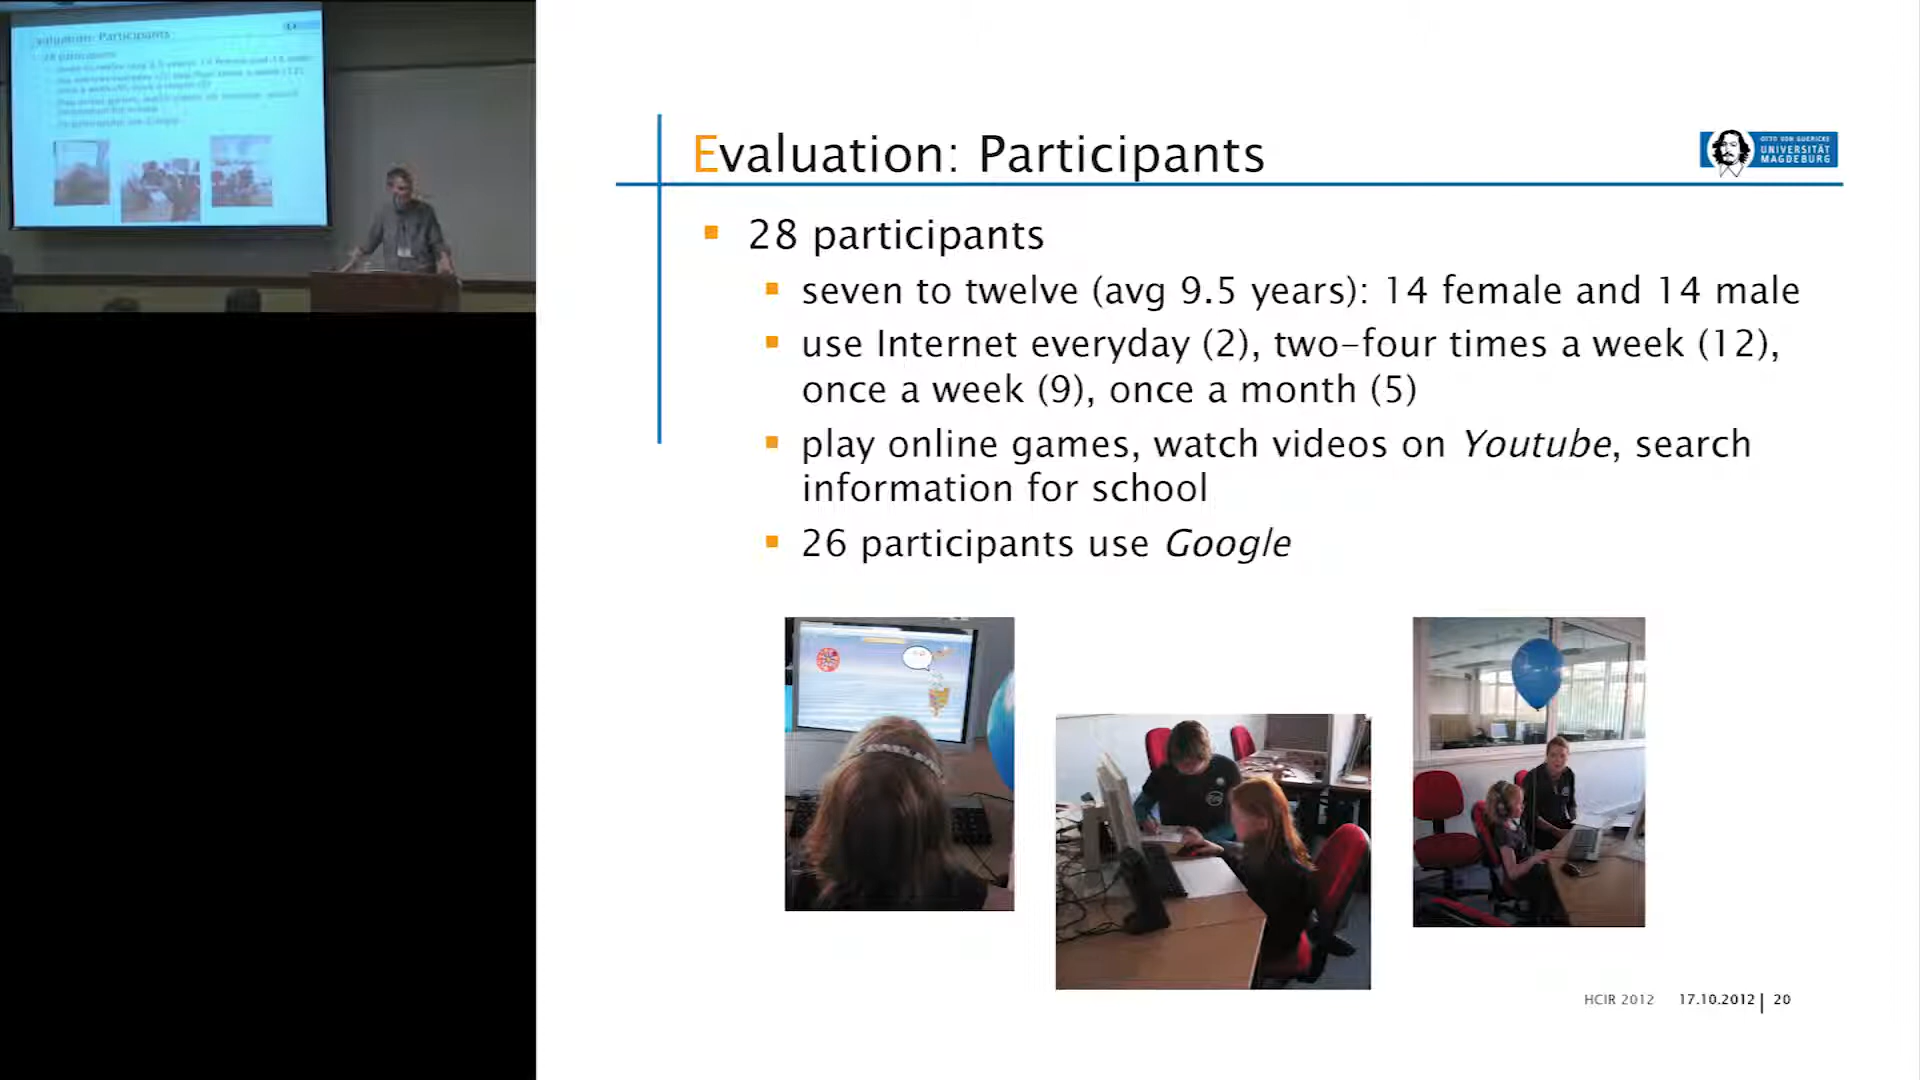 Evaluation: Participants
OTTO VON GUERICKE
UNIVERSITÄT
MAGDEBURG
28 participants
seven to twelve (avg 9.5 years): 14 female and 14 male
use Internet everyday (2), two-four times a week (12),
once a week (9), once a month (5)
play online games, watch videos on Youtube, search
information for school
26 participants use Google
HCIR 2012 17.10.2012 | 20